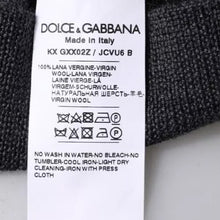 DOLCE & GABBANA
Made in Italy
KX GXX02Z / JCVU6 B
100% LANA VERGINE-VIRGIN
WOOL-LANA VIRGEN-
LAINE VIERGE-
SCHURWOLLE-
НАТУРАЛЬНАЯ ШЕРСТЬ-羊毛
VIRGIN WOOL
NO WASH IN WATER-NO BLEACH-NO
TUMBLER-COOL IRON-LIGHT DRY
CLEANING-IRON WITH PRESS
CLOTH